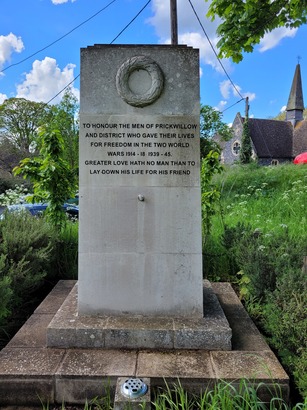 TO HONOUR THE MEN OF PRICKWILLOW
AND DISTRICT WHO GAVE THEIR LIVES
FOR FREEDOM IN THE TWO WORLD
WARS 1914-18 1939-45.
GREATER LOVE HATH NO MAN THAN TO
LAY DOWN HIS LIFE FOR HIS FRIEND